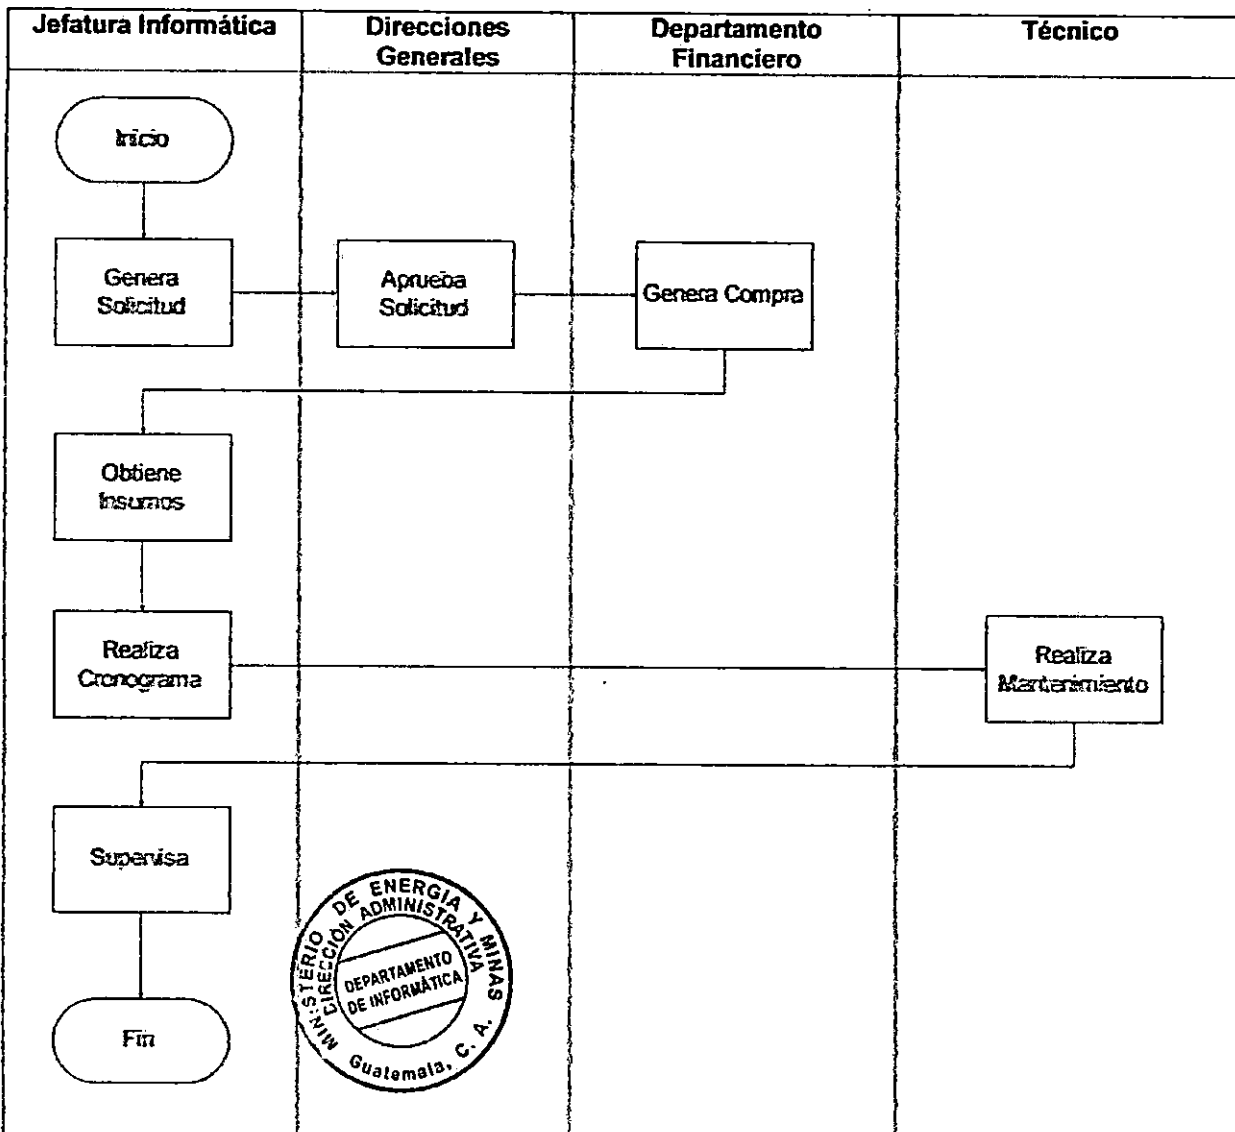 Jefatura Informática
Direcciones
Generales
Departamento
Financiero
Técnico
Inicio
Genera
Solicitud
Aprueba
Solicitud
Genera Compra
Obtiene
Insumos
Realiza
Cronograma
Realiza
Mantenimiento
Supervisa
Fin
MINISTERIO DE ENERGIA Y MINAS
DIRECCIÓN ADMINISTRATIVA
DEPARTAMENTO
DE INFORMÁTICA
Guatemala, C. A.